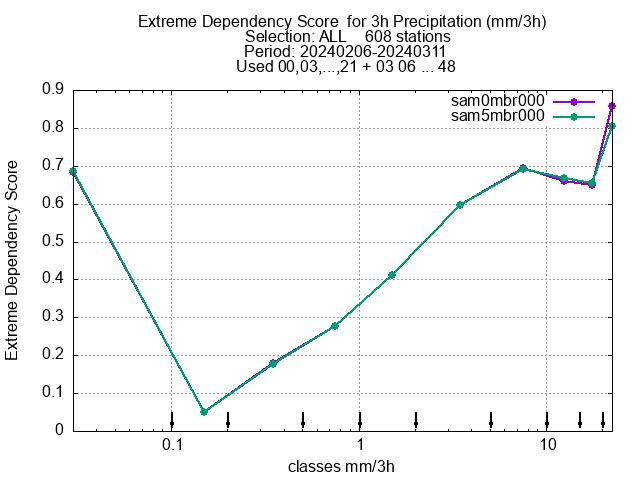 Extreme Dependency Score  for 3h Precipitation (mm/3h)
Selection: ALL    608 stations
Period: 20240206-20240311
Used 00,03,...,21 + 03 06 ... 48
sam0mbr000
sam5mbr000
Extreme Dependency Score
0.9
0.8
0.7
0.6
0.5
0.4
0.3
0.2
0.1
0
0.1 1 10
classes mm/3h